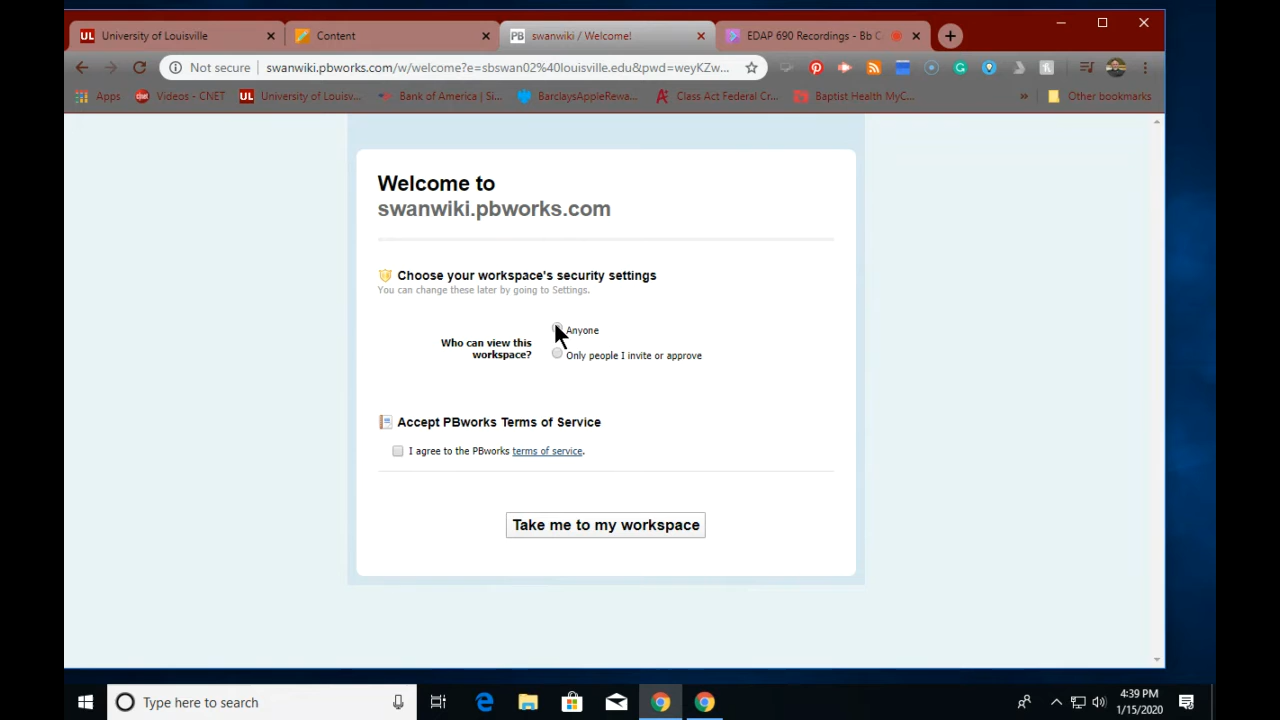 UL University of Louisville
Content
PB swanwiki / Welcome!
EDAP 690 Recordings - Bb C
Not secure swanwiki.pbworks.com/w/welcome?e=sbswan02%40louisville.edu&pwd=weyKZw...
Apps
Videos - CNET
UL University of Louisv...
Bank of America | Si...
BarclaysAppleRewa...
Class Act Federal Cr...
Baptist Health MyC...
»
Other bookmarks
Welcome to
swanwiki.pbworks.com
Choose your workspace's security settings
You can change these later by going to Settings.
Who can view this
workspace?
Anyone
Only people I invite or approve
Accept PBworks Terms of Service
I agree to the PBworks terms of service.
Take me to my workspace
Type here to search
4:39 PM
1/15/2020